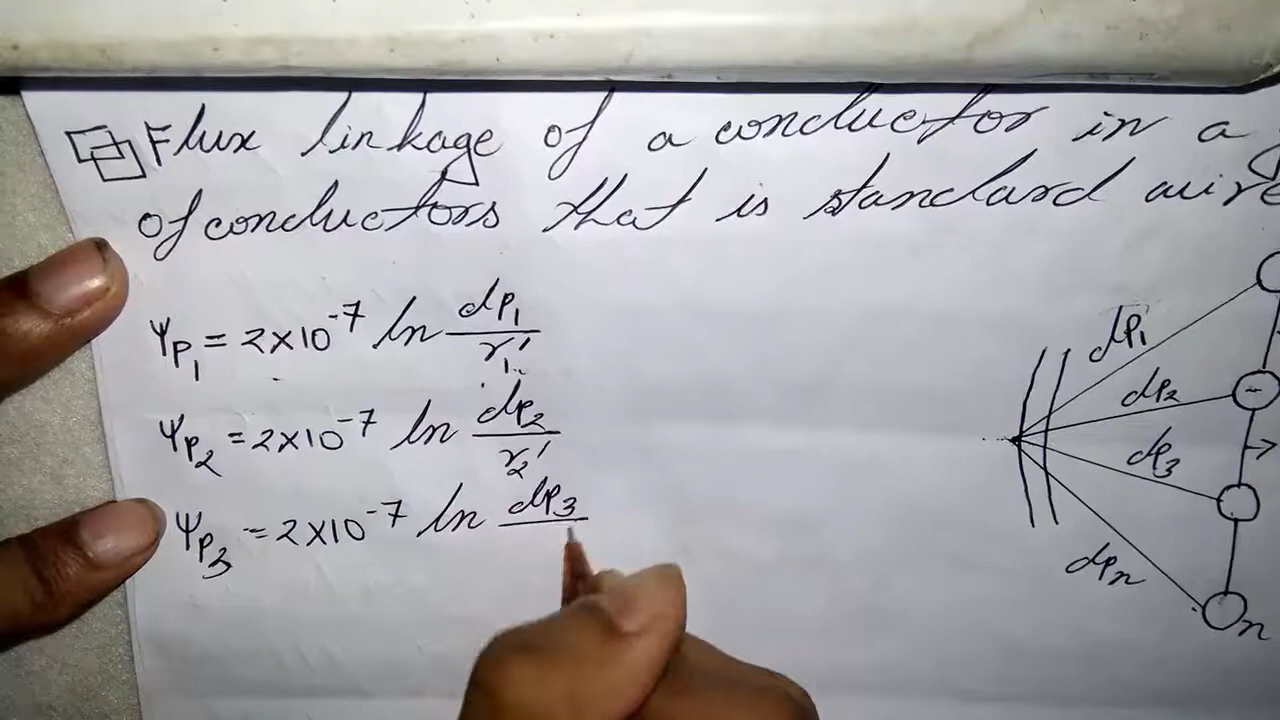 Flux linkage of a conductor in a
of conductors that is standard wire
Ψp₁ = 2×10⁻⁷ ln dp₁/r₁'
Ψp₂ = 2×10⁻⁷ ln dp₂/r₂'
Ψp₃ = 2×10⁻⁷ ln dp₃
dp₁
dp₂
dp₃
dpn
n